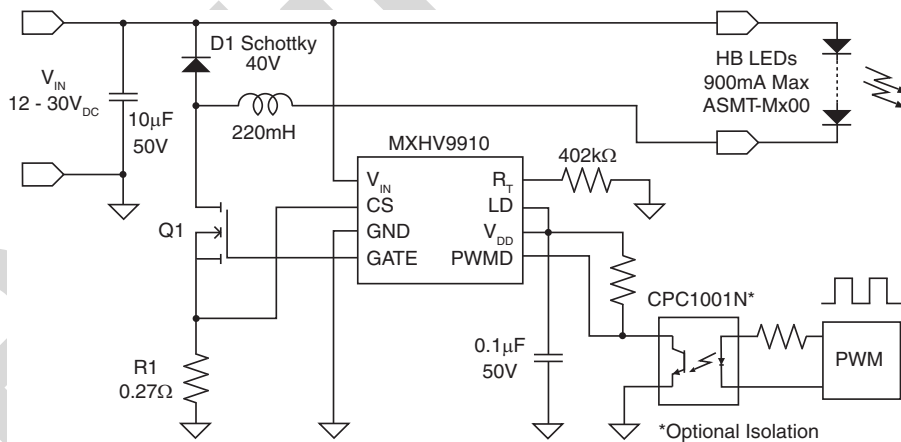 D1 Schottky
40V
V_IN
12 - 30V_DC
10μF
50V
220mH
HB LEDs
900mA Max
ASMT-Mx00
MXHV9910
V_IN
CS
GND
GATE
R_T
LD
V_DD
PWMD
402kΩ
Q1
R1
0.27Ω
0.1μF
50V
CPC1001N*
PWM
*Optional Isolation